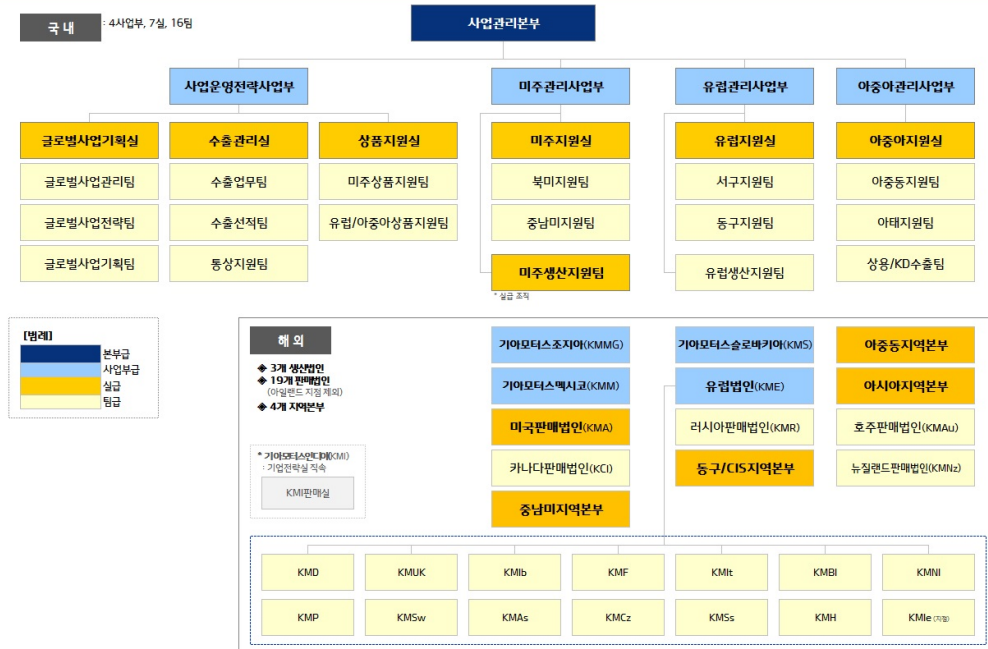 국 내 : 4사업부, 7실, 16팀
사업관리본부
사업운영전략사업부
미주관리사업부
유럽관리사업부
아중아관리사업부
글로벌사업기획실
수출관리실
상품지원실
미주지원실
유럽지원실
아중아지원실
글로벌사업관리팀
수출업무팀
미주상품지원팀
북미지원팀
서구지원팀
아중동지원팀
글로벌사업전략팀
수출선적팀
유럽/아중아상품지원팀
중남미지원팀
동구지원팀
아태지원팀
글로벌사업기획팀
통상지원팀
미주생산지원팀
유럽생산지원팀
상용/KD수출팀
* 실급 조직
[범례]
본부급
사업부급
실급
팀급
해 외
◈ 3개 생산법인
◈ 19개 판매법인
(아일랜드 지점 제외)
◈ 4개 지역본부
* 기아모터스인디아(KMI)
: 기업전략실 직속
KMI판매실
기아모터스조지아(KMMG)
기아모터스슬로바키아(KMS)
아중동지역본부
기아모터스멕시코(KMM)
유럽법인(KME)
아시아지역본부
미국판매법인(KMA)
러시아판매법인(KMR)
호주판매법인(KMAu)
캐나다판매법인(KCI)
동구/CIS지역본부
뉴질랜드판매법인(KMNz)
중남미지역본부
KMD
KMUK
KMIb
KMF
KMIt
KMBI
KMNI
KMP
KMSw
KMAs
KMCz
KMSs
KMH
KMIe (지점)